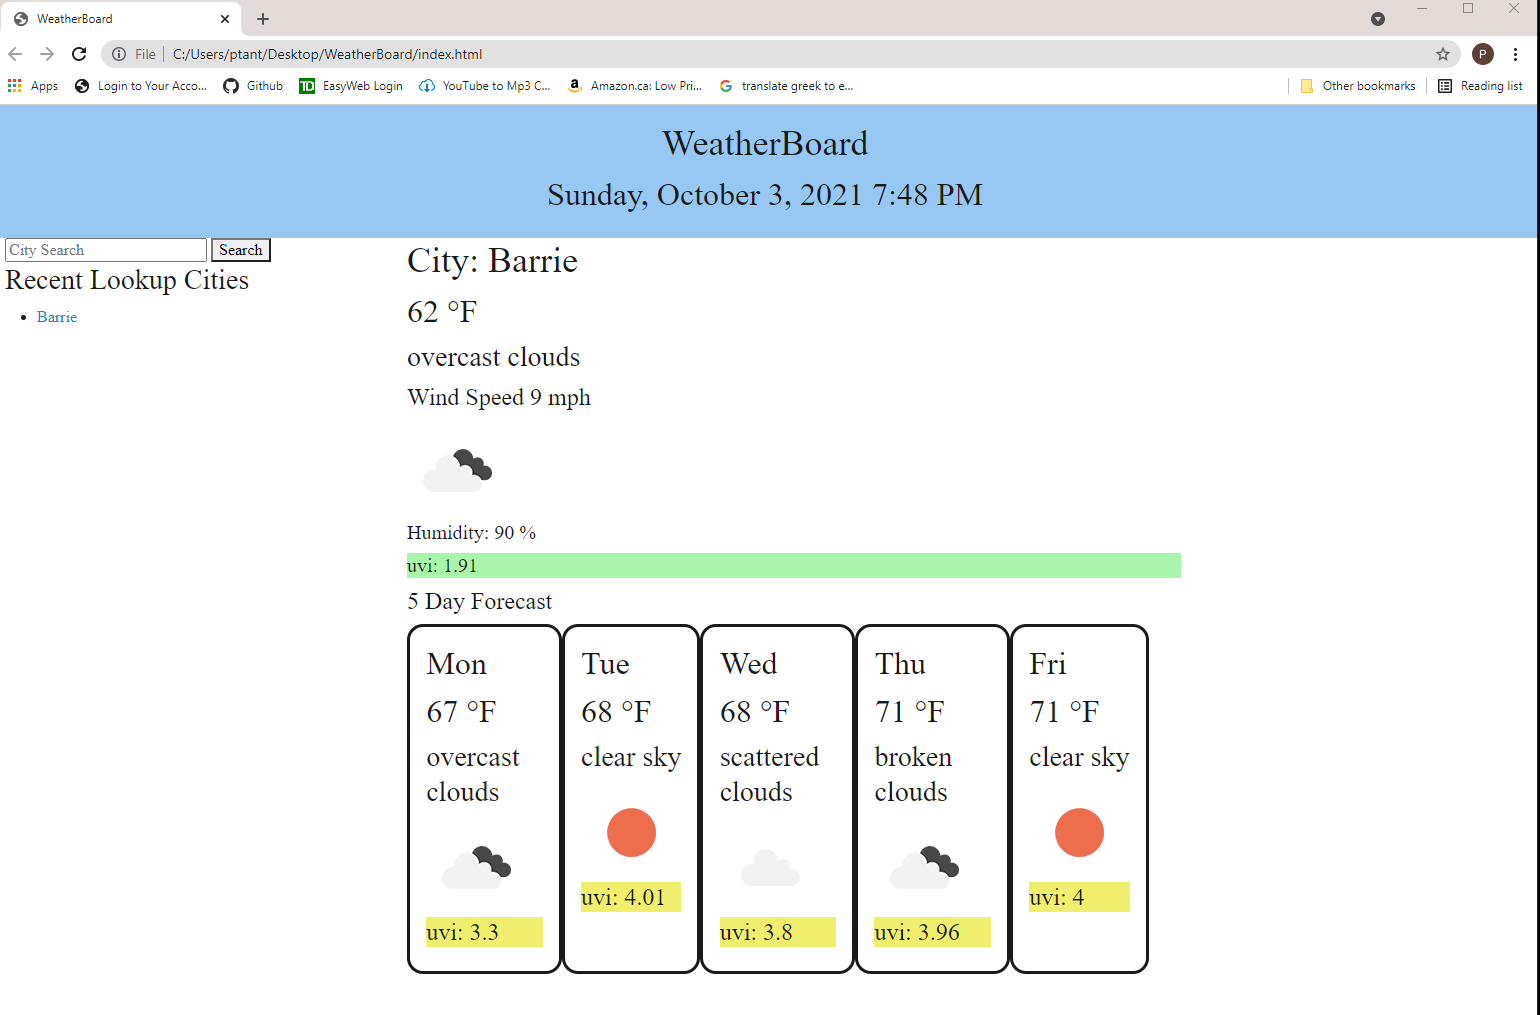 WeatherBoard
File
C:/Users/ptant/Desktop/WeatherBoard/index.html
P
Apps
Login to Your Acco...
Github
TD
EasyWeb Login
YouTube to Mp3 C...
a
Amazon.ca: Low Pri...
G
translate greek to e...
Other bookmarks
Reading list
WeatherBoard
Sunday, October 3, 2021 7:48 PM
City Search
Search
Recent Lookup Cities
Barrie
City: Barrie
62 °F
overcast clouds
Wind Speed 9 mph
Humidity: 90 %
uvi: 1.91
5 Day Forecast
Mon
67 °F
overcast
clouds
uvi: 3.3
Tue
68 °F
clear sky
uvi: 4.01
Wed
68 °F
scattered
clouds
uvi: 3.8
Thu
71 °F
broken
clouds
uvi: 3.96
Fri
71 °F
clear sky
uvi: 4